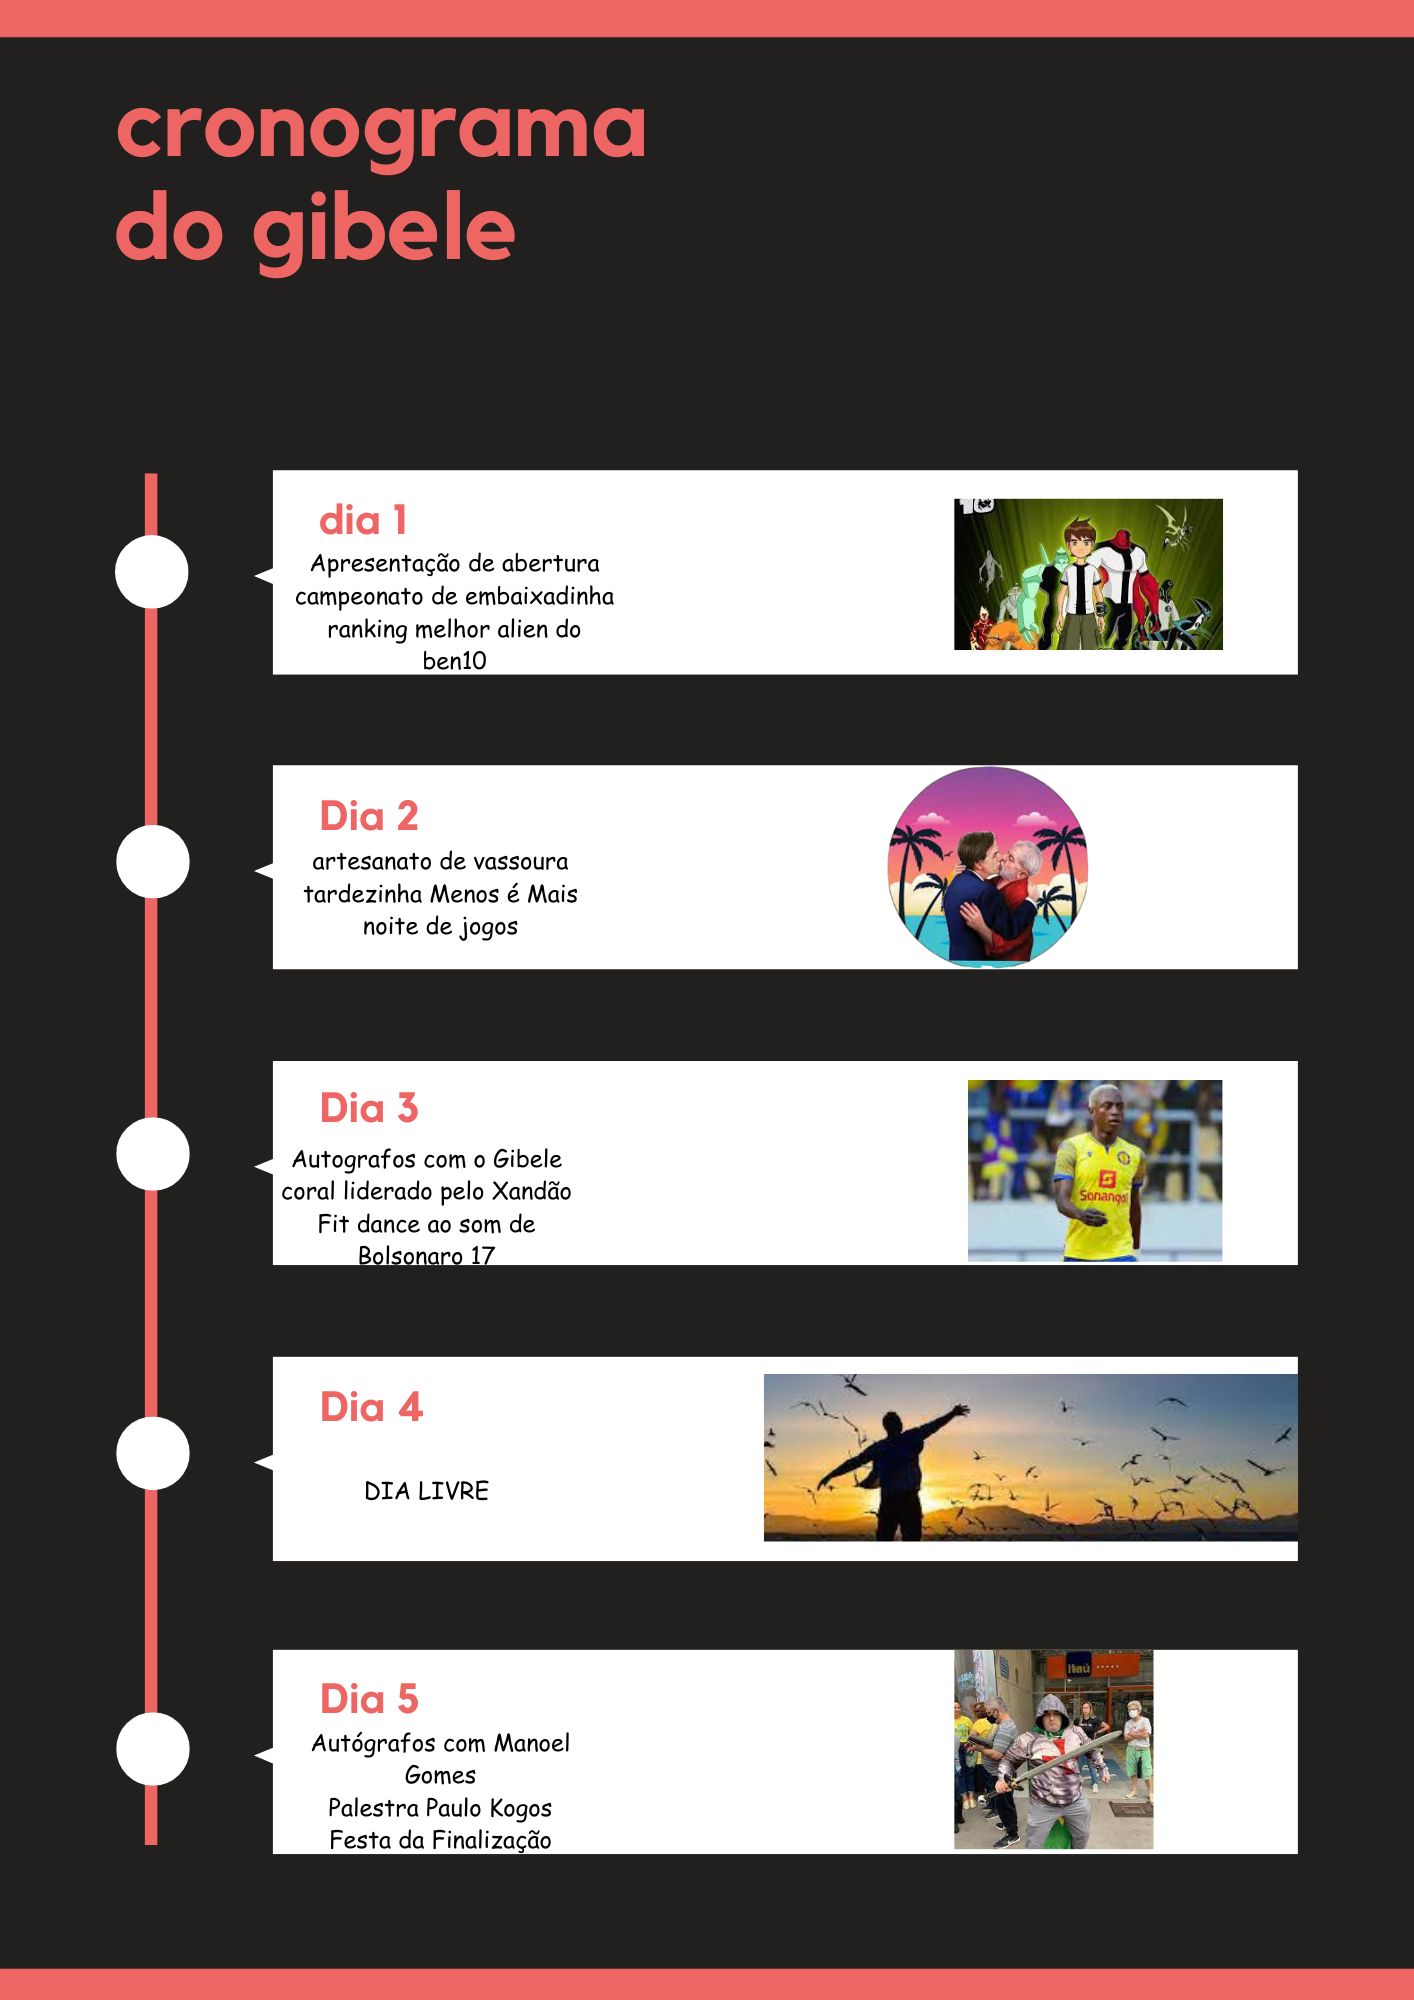 cronograma
do gibele
dia 1
Apresentação de abertura
campeonato de embaixadinha
ranking melhor alien do
ben10
10
Dia 2
artesanato de vassoura
tardezinha Menos é Mais
noite de jogos
Dia 3
Autografos com o Gibele
coral liderado pelo Xandão
Fit dance ao som de
Bolsonaro 17
Sonangol
Dia 4
DIA LIVRE
Dia 5
Autógrafos com Manoel
Gomes
Palestra Paulo Kogos
Festa da Finalização
Itaú